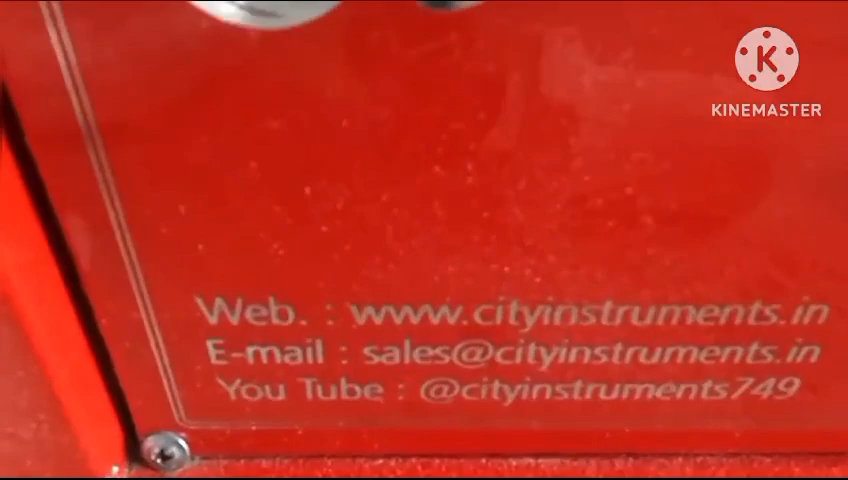 K
KINEMASTER
Web. : www.cityinstruments.in
E-mail : sales@cityinstruments.in
You Tube : @cityinstruments749